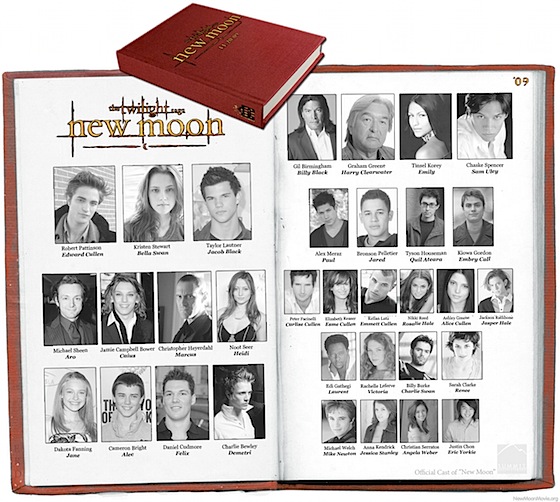 new moon
'09
the twilight saga
new moon
Robert Pattinson
Edward Cullen
Kristen Stewart
Bella Swan
Taylor Lautner
Jacob Black
Michael Sheen
Aro
Jamie Campbell Bower
Caius
Christopher Heyerdahl
Marcus
Noot Seer
Heidi
Dakota Fanning
Jane
Cameron Bright
Alec
Daniel Cudmore
Felix
Charlie Bewley
Demetri
Gil Birmingham
Billy Black
Graham Greene
Harry Clearwater
Tinsel Korey
Emily
Chaske Spencer
Sam Uley
Alex Meraz
Paul
Bronson Pelletier
Jared
Tyson Houseman
Quil Ateara
Kiowa Gordon
Embry Call
Peter Facinelli
Carlise Cullen
Elizabeth Reaser
Esme Cullen
Kellan Lutz
Emmett Cullen
Nikki Reed
Rosalie Hale
Ashley Greene
Alice Cullen
Jackson Rathbone
Jasper Hale
Edi Gathegi
Laurent
Rachelle Lefevre
Victoria
Billy Burke
Charlie Swan
Sarah Clarke
Renee
Michael Welch
Mike Newton
Anna Kendrick
Jessica Stanley
Christian Serratos
Angela Weber
Justin Chon
Eric Yorkie
Official Cast of "New Moon"
NewMoonMovie.org